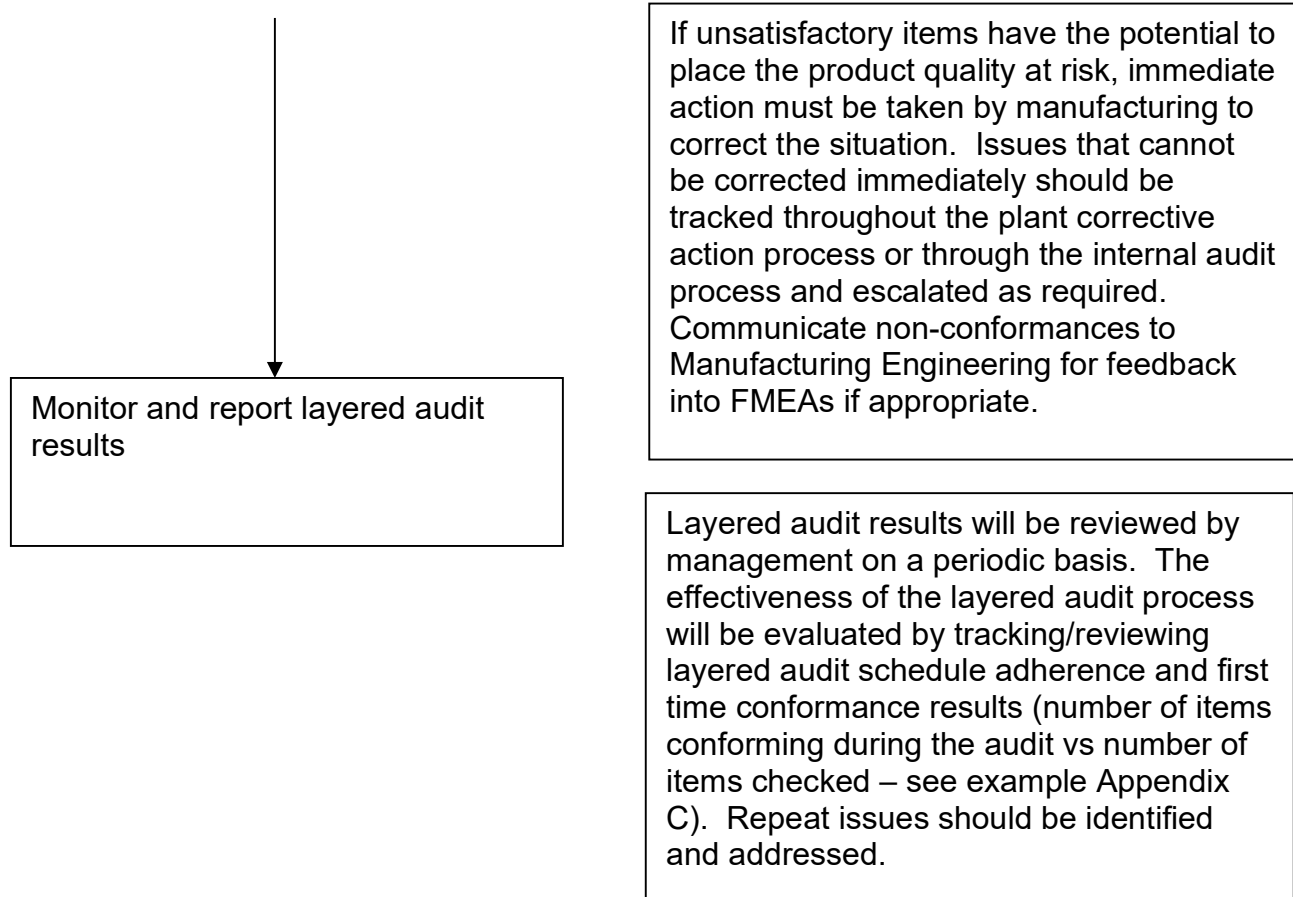 If unsatisfactory items have the potential to
place the product quality at risk, immediate
action must be taken by manufacturing to
correct the situation.  Issues that cannot
be corrected immediately should be
tracked throughout the plant corrective
action process or through the internal audit
process and escalated as required.
Communicate non-conformances to
Manufacturing Engineering for feedback
into FMEAs if appropriate.
Monitor and report layered audit
results
Layered audit results will be reviewed by
management on a periodic basis.  The
effectiveness of the layered audit process
will be evaluated by tracking/reviewing
layered audit schedule adherence and first
time conformance results (number of items
conforming during the audit vs number of
items checked – see example Appendix
C).  Repeat issues should be identified
and addressed.